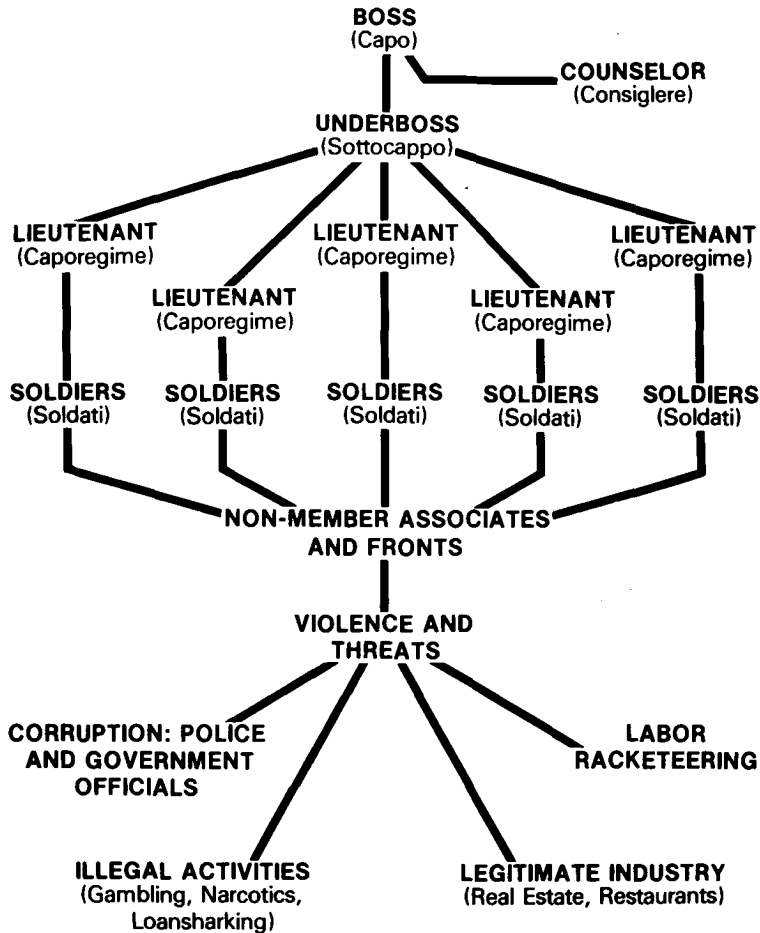 BOSS
(Capo)
COUNSELOR
(Consiglere)
UNDERBOSS
(Sottocappo)
LIEUTENANT
(Caporegime)
LIEUTENANT
(Caporegime)
LIEUTENANT
(Caporegime)
LIEUTENANT
(Caporegime)
LIEUTENANT
(Caporegime)
SOLDIERS
(Soldati)
SOLDIERS
(Soldati)
SOLDIERS
(Soldati)
SOLDIERS
(Soldati)
SOLDIERS
(Soldati)
NON-MEMBER ASSOCIATES
AND FRONTS
VIOLENCE AND
THREATS
CORRUPTION: POLICE
AND GOVERNMENT
OFFICIALS
LABOR
RACKETEERING
ILLEGAL ACTIVITIES
(Gambling, Narcotics,
Loansharking)
LEGITIMATE INDUSTRY
(Real Estate, Restaurants)